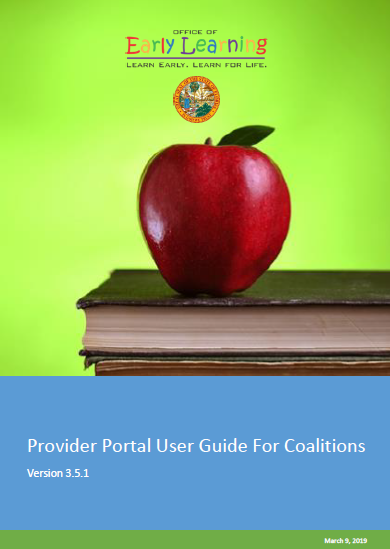 OFFICE OF
Early Learning
LEARN EARLY. LEARN FOR LIFE.
Provider Portal User Guide For Coalitions
Version 3.5.1
March 9, 2019